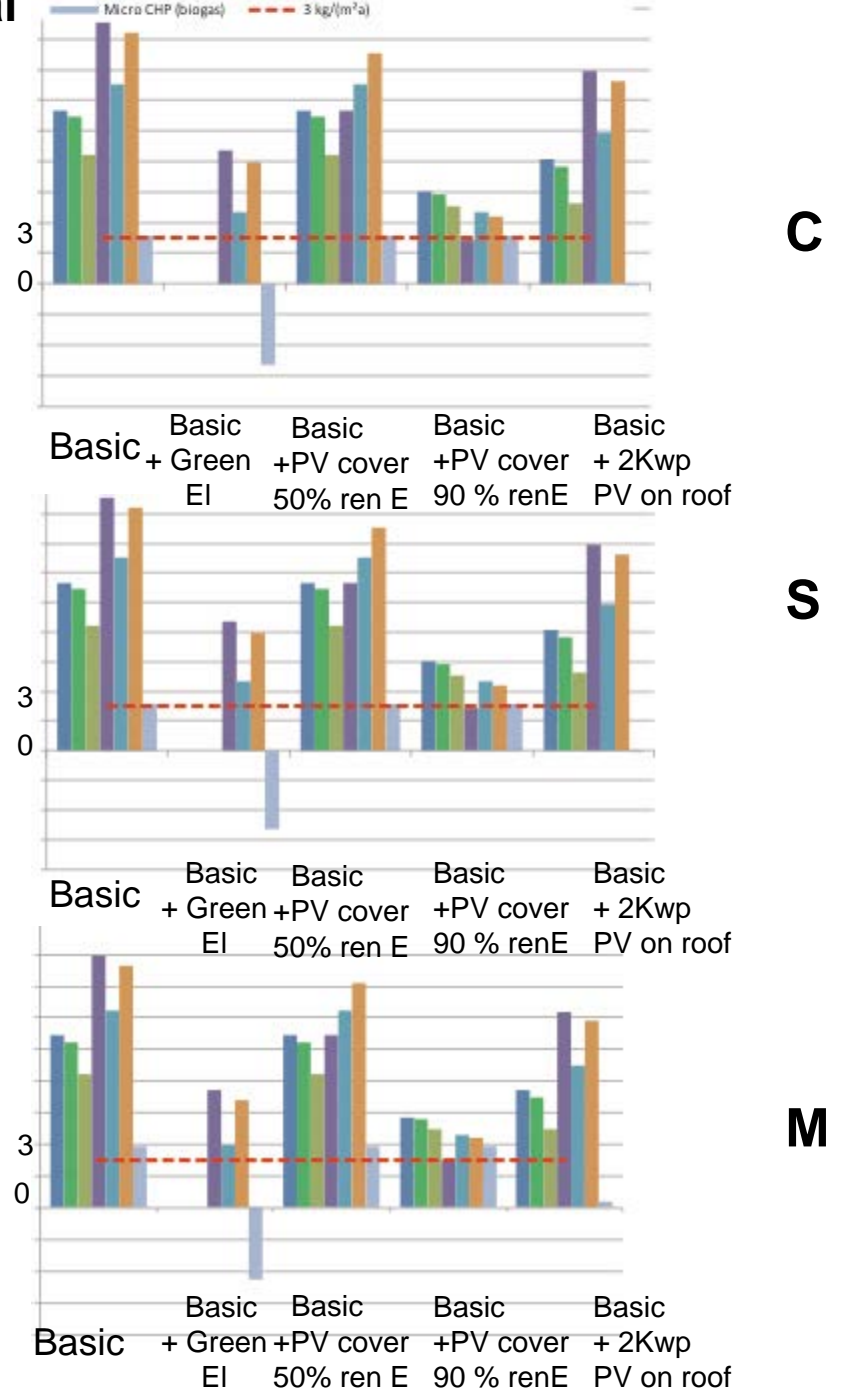 Micro CHP (biogas) 3 kg/(m²a)
3
0
C
Basic
Basic
+ Green
El
Basic
+PV cover
50% ren E
Basic
+PV cover
90 % renE
Basic
+ 2Kwp
PV on roof
3
0
S
Basic
Basic
+ Green
El
Basic
+PV cover
50% ren E
Basic
+PV cover
90 % renE
Basic
+ 2Kwp
PV on roof
3
0
M
Basic
Basic
+ Green
El
Basic
+PV cover
50% ren E
Basic
+PV cover
90 % renE
Basic
+ 2Kwp
PV on roof